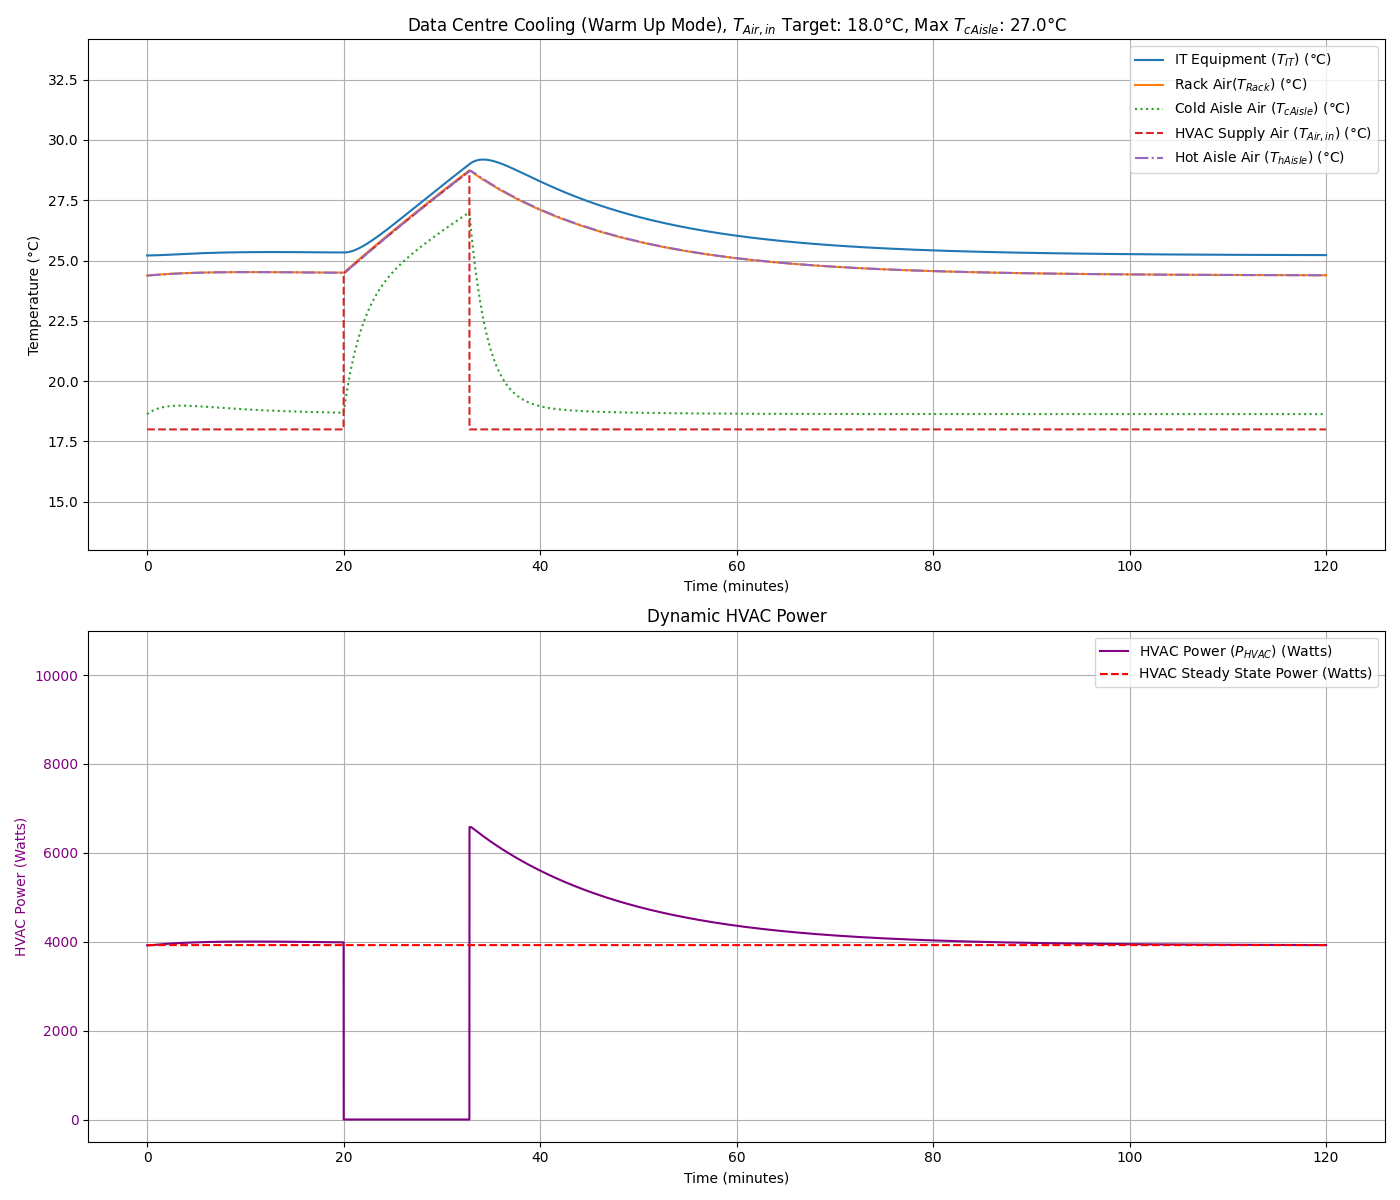 Data Centre Cooling (Warm Up Mode), T_Air,in Target: 18.0°C, Max T_cAisle: 27.0°C
IT Equipment (T_IT) (°C)
Rack Air(T_Rack) (°C)
Cold Aisle Air (T_cAisle) (°C)
HVAC Supply Air (T_Air,in) (°C)
Hot Aisle Air (T_hAisle) (°C)
Temperature (°C)
32.5
30.0
27.5
25.0
22.5
20.0
17.5
15.0
0 20 40 60 80 100 120
Time (minutes)
Dynamic HVAC Power
HVAC Power (P_HVAC) (Watts)
HVAC Steady State Power (Watts)
HVAC Power (Watts)
10000
8000
6000
4000
2000
0
0 20 40 60 80 100 120
Time (minutes)